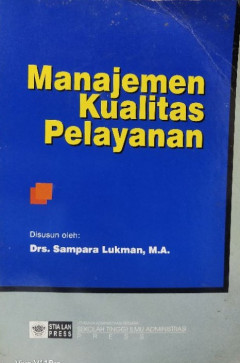 Manajemen
Kualitas
Pelayanan
Disusun oleh:
Drs. Sampara Lukman, M.A.
STIA LAN
PRESS
SEKOLAH TINGGI ILMU ADMINISTRASI